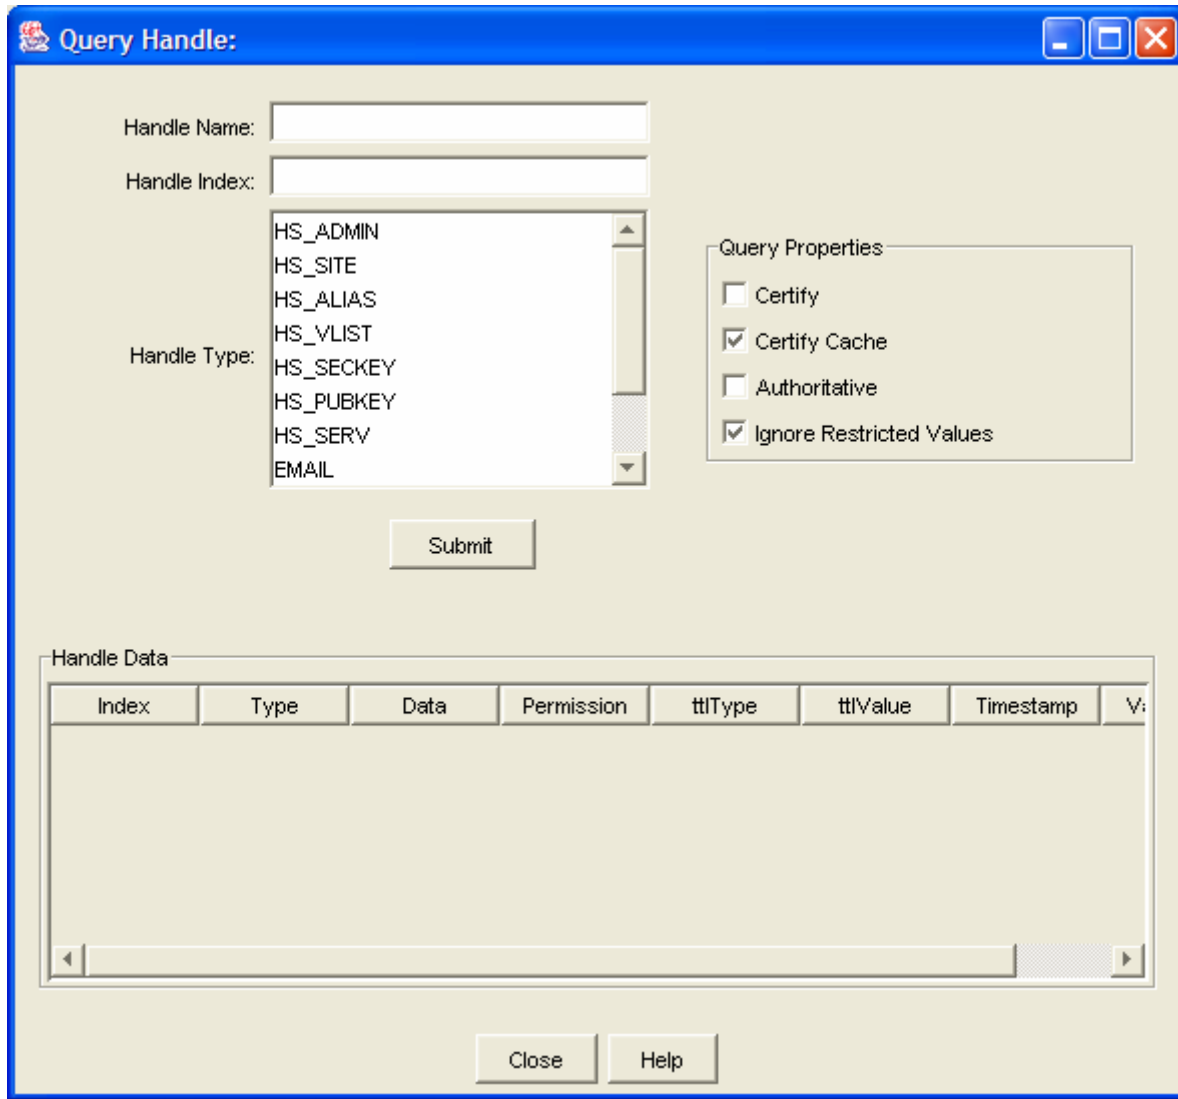 Query Handle:
Handle Name:
Handle Index:
Handle Type:
HS_ADMIN
HS_SITE
HS_ALIAS
HS_VLIST
HS_SECKEY
HS_PUBKEY
HS_SERV
EMAIL
Query Properties
Certify
Certify Cache
Authoritative
Ignore Restricted Values
Submit
Handle Data
Index Type Data Permission ttlType ttlValue Timestamp
Close Help